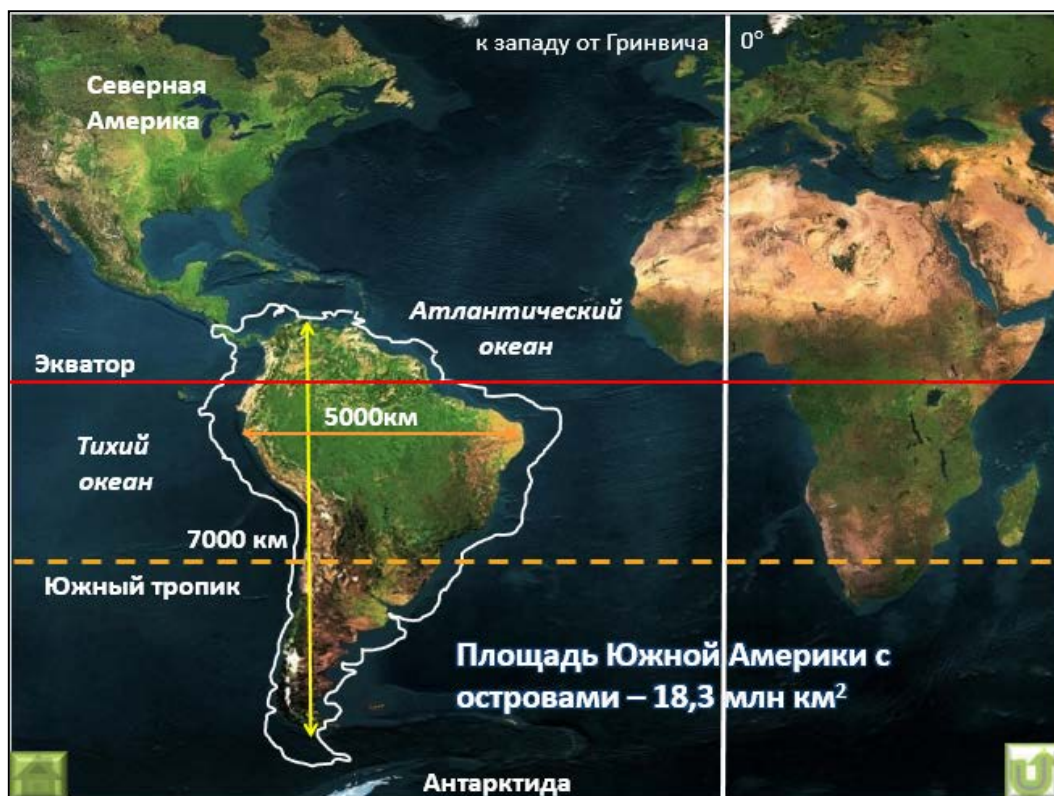 к западу от Гринвича
0°
Северная
Америка
Атлантический
океан
Экватор
5000км
Тихий
океан
7000 км
Южный тропик
Площадь Южной Америки с
островами – 18,3 млн км²
Антарктида